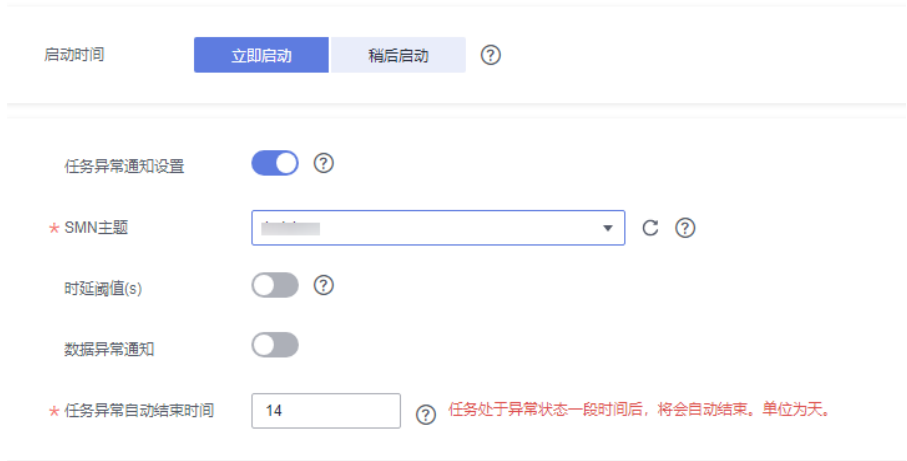 启动时间 立即启动 稍后启动 ?
任务异常通知设置 ?
* SMN主题 ?
时延阈值(s) ?
数据异常通知
* 任务异常自动结束时间 14 ? 任务处于异常状态一段时间后，将会自动结束。单位为天。